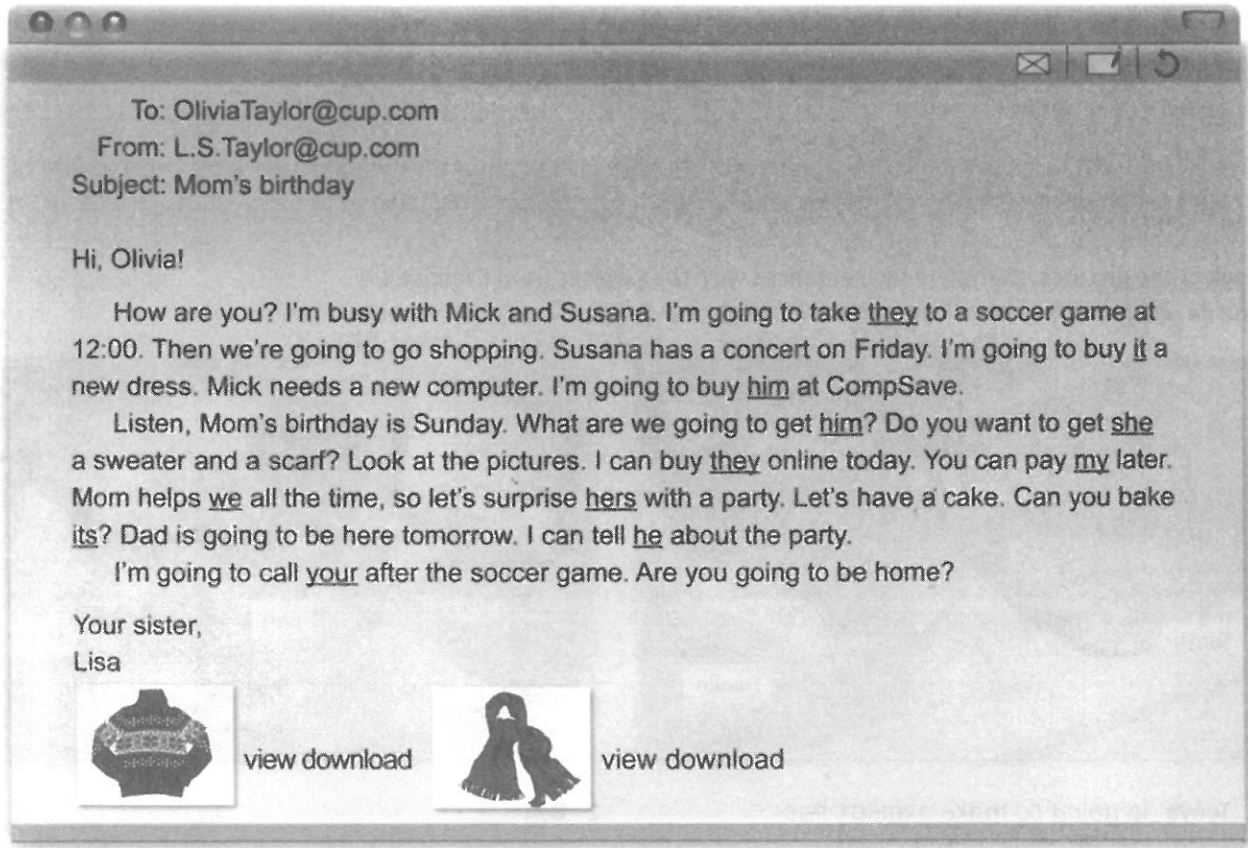 To: OliviaTaylor@cup.com
From: L.S.Taylor@cup.com
Subject: Mom's birthday
Hi, Olivia!
How are you? I'm busy with Mick and Susana. I'm going to take they to a soccer game at
12:00. Then we're going to go shopping. Susana has a concert on Friday. I'm going to buy it a
new dress. Mick needs a new computer. I'm going to buy him at CompSave.
Listen, Mom's birthday is Sunday. What are we going to get him? Do you want to get she
a sweater and a scarf? Look at the pictures. I can buy they online today. You can pay my later.
Mom helps we all the time, so let's surprise hers with a party. Let's have a cake. Can you bake
its? Dad is going to be here tomorrow. I can tell he about the party.
I'm going to call your after the soccer game. Are you going to be home?
Your sister,
Lisa
view download view download